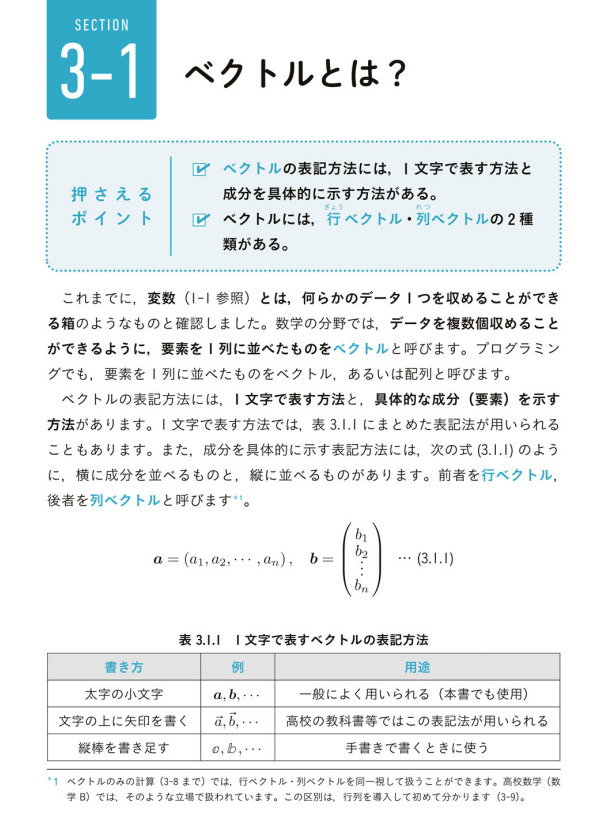 SECTION
3-1
ベクトルとは？
押さえる
ポイント
ベクトルの表記方法には，1文字で表す方法と
成分を具体的に示す方法がある。
ベクトルには，行ベクトル・列ベクトルの2種
ぎょう れつ
類がある。
これまでに，変数（1-1 参照）とは，何らかのデータ1つを収めることができ
る箱のようなものと確認しました。数学の分野では，データを複数個収めること
ができるように，要素を1列に並べたものをベクトルと呼びます。プログラミン
グでも，要素を1列に並べたものをベクトル，あるいは配列と呼びます。
ベクトルの表記方法には，1文字で表す方法と，具体的な成分（要素）を示す
方法があります。1文字で表す方法では，表 3.1.1 にまとめた表記法が用いられる
こともあります。また，成分を具体的に示す表記方法には，次の式 (3.1.1) のよう
に，横に成分を並べるものと，縦に並べるものがあります。前者を行ベクトル，
後者を列ベクトルと呼びます*1。
a = (a₁, a₂, ⋯ , aₙ) , b = (b₁ b₂ ⋮ bₙ) ⋯ (3.1.1)
表 3.1.1 1文字で表すベクトルの表記方法
書き方 例 用途
太字の小文字 a, b, ⋯ 一般によく用いられる（本書でも使用）
文字の上に矢印を書く a⃗, b⃗, ⋯ 高校の教科書等ではこの表記法が用いられる
縦棒を書き足す 𝕒, 𝕓, ⋯ 手書きで書くときに使う
*1 ベクトルのみの計算（3-8 まで）では，行ベクトル・列ベクトルを同一視して扱うことができます。高校数学（数
学 B）では，そのような立場で扱われています。この区別は，行列を導入して初めて分かります（3-9）。